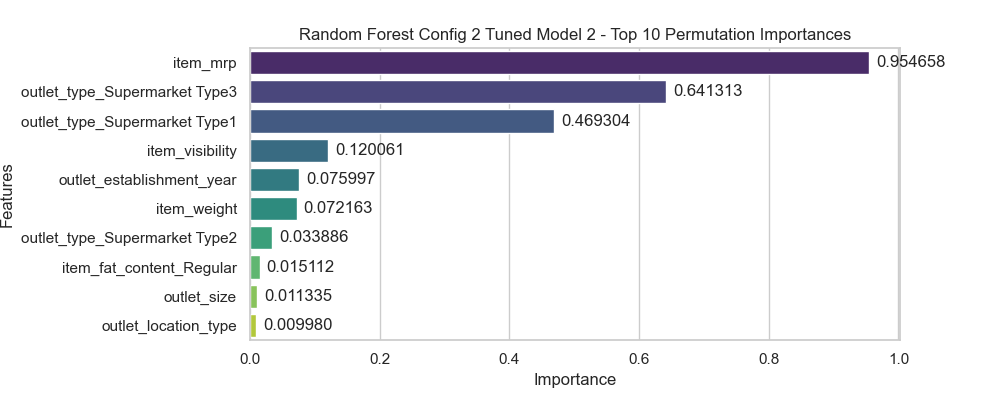 Random Forest Config 2 Tuned Model 2 - Top 10 Permutation Importances
Features
item_mrp 0.954658
outlet_type_Supermarket Type3 0.641313
outlet_type_Supermarket Type1 0.469304
item_visibility 0.120061
outlet_establishment_year 0.075997
item_weight 0.072163
outlet_type_Supermarket Type2 0.033886
item_fat_content_Regular 0.015112
outlet_size 0.011335
outlet_location_type 0.009980
0.0 0.2 0.4 0.6 0.8 1.0
Importance